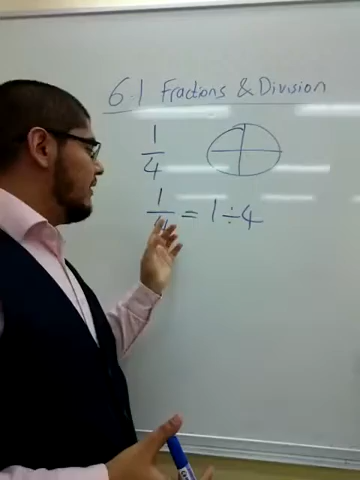 6.1 Fractions & Division
1/4
1/4 = 1 ÷ 4